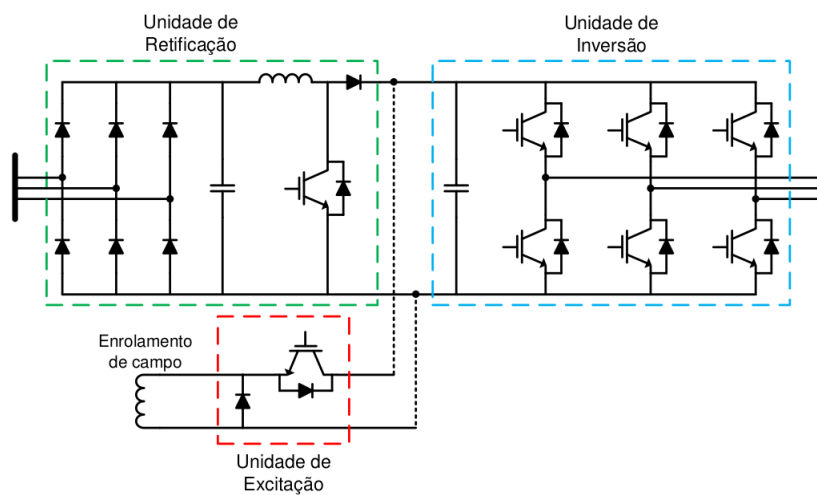 Unidade de
Retificação
Unidade de
Inversão
Enrolamento
de campo
Unidade de
Excitação